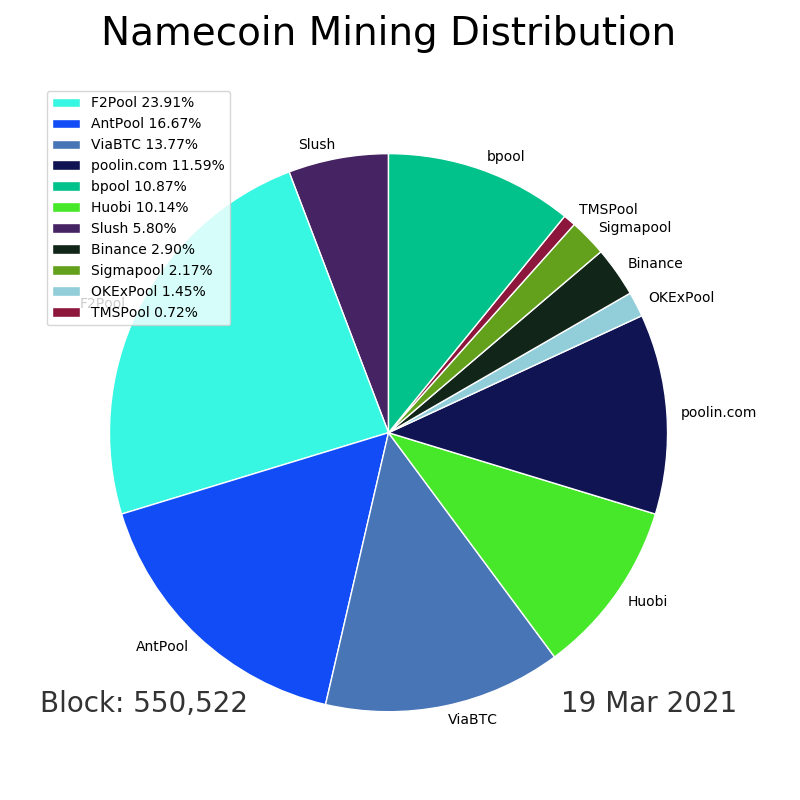 Namecoin Mining Distribution
F2Pool 23.91%
AntPool 16.67%
ViaBTC 13.77%
poolin.com 11.59%
bpool 10.87%
Huobi 10.14%
Slush 5.80%
Binance 2.90%
Sigmapool 2.17%
OKExPool 1.45%
TMSPool 0.72%
Slush
bpool
TMSPool
Sigmapool
Binance
OKExPool
F2Pool
poolin.com
Huobi
AntPool
ViaBTC
Block: 550,522
19 Mar 2021